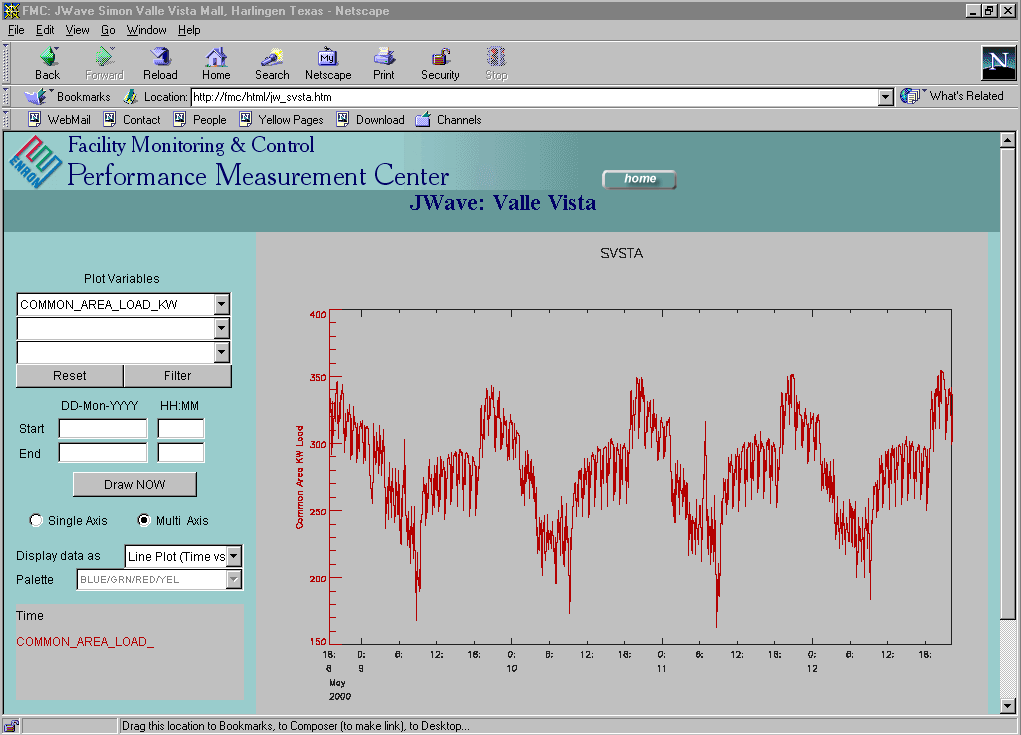 FMC: JWave Simon Valle Vista Mall, Harlingen Texas - Netscape
File Edit View Go Window Help
Back Forward Reload Home Search Netscape Print Security Stop
My
N
Bookmarks Location: http://fmc/html/jw_svsta.htm What's Related
WebMail Contact People Yellow Pages Download Channels
ENRON
Facility Monitoring & Control
Performance Measurement Center
home
JWave: Valle Vista
Plot Variables
COMMON_AREA_LOAD_KW
Reset Filter
DD-Mon-YYYY HH:MM
Start
End
Draw NOW
Single Axis Multi Axis
Display data as Line Plot (Time vs
Palette BLUE/GRN/RED/YEL
Time
COMMON_AREA_LOAD_
SVSTA
Common Area KW Load
400
350
300
250
200
150
18: 0: 6: 12: 18: 0: 6: 12: 18: 0: 6: 12: 18: 0: 6: 12: 18:
8 9 10 11 12
May
2000
Drag this location to Bookmarks, to Composer (to make link), to Desktop...